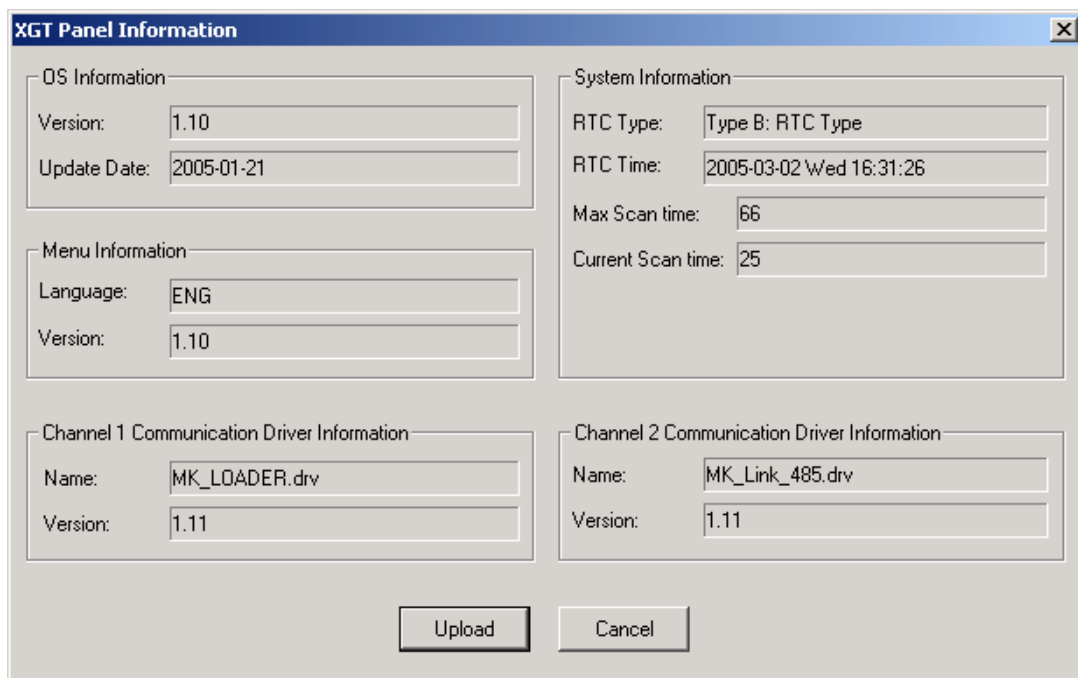 XGT Panel Information
OS Information
Version: 1.10
Update Date: 2005-01-21
Menu Information
Language: ENG
Version: 1.10
System Information
RTC Type: Type B: RTC Type
RTC Time: 2005-03-02 Wed 16:31:26
Max Scan time: 66
Current Scan time: 25
Channel 1 Communication Driver Information
Name: MK_LOADER.drv
Version: 1.11
Channel 2 Communication Driver Information
Name: MK_Link_485.drv
Version: 1.11
Upload Cancel